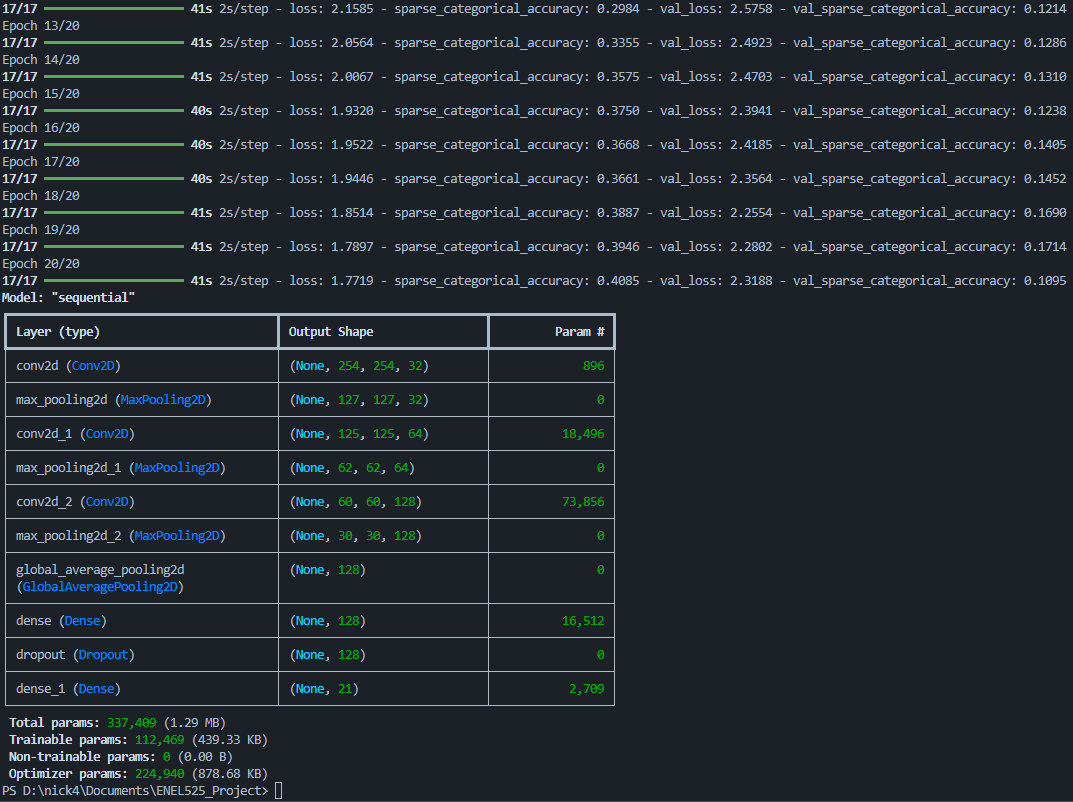 17/17 41s 2s/step - loss: 2.1585 - sparse_categorical_accuracy: 0.2984 - val_loss: 2.5758 - val_sparse_categorical_accuracy: 0.1214
Epoch 13/20
17/17 41s 2s/step - loss: 2.0564 - sparse_categorical_accuracy: 0.3355 - val_loss: 2.4923 - val_sparse_categorical_accuracy: 0.1286
Epoch 14/20
17/17 41s 2s/step - loss: 2.0067 - sparse_categorical_accuracy: 0.3575 - val_loss: 2.4703 - val_sparse_categorical_accuracy: 0.1310
Epoch 15/20
17/17 40s 2s/step - loss: 1.9320 - sparse_categorical_accuracy: 0.3750 - val_loss: 2.3941 - val_sparse_categorical_accuracy: 0.1238
Epoch 16/20
17/17 40s 2s/step - loss: 1.9522 - sparse_categorical_accuracy: 0.3668 - val_loss: 2.4185 - val_sparse_categorical_accuracy: 0.1405
Epoch 17/20
17/17 40s 2s/step - loss: 1.9446 - sparse_categorical_accuracy: 0.3661 - val_loss: 2.3564 - val_sparse_categorical_accuracy: 0.1452
Epoch 18/20
17/17 41s 2s/step - loss: 1.8514 - sparse_categorical_accuracy: 0.3887 - val_loss: 2.2554 - val_sparse_categorical_accuracy: 0.1690
Epoch 19/20
17/17 41s 2s/step - loss: 1.7897 - sparse_categorical_accuracy: 0.3946 - val_loss: 2.2802 - val_sparse_categorical_accuracy: 0.1714
Epoch 20/20
17/17 41s 2s/step - loss: 1.7719 - sparse_categorical_accuracy: 0.4085 - val_loss: 2.3188 - val_sparse_categorical_accuracy: 0.1095
Model: "sequential"
Layer (type) Output Shape Param #
conv2d (Conv2D) (None, 254, 254, 32) 896
max_pooling2d (MaxPooling2D) (None, 127, 127, 32) 0
conv2d_1 (Conv2D) (None, 125, 125, 64) 18,496
max_pooling2d_1 (MaxPooling2D) (None, 62, 62, 64) 0
conv2d_2 (Conv2D) (None, 60, 60, 128) 73,856
max_pooling2d_2 (MaxPooling2D) (None, 30, 30, 128) 0
global_average_pooling2d (None, 128) 0
(GlobalAveragePooling2D)
dense (Dense) (None, 128) 16,512
dropout (Dropout) (None, 128) 0
dense_1 (Dense) (None, 21) 2,709
Total params: 337,409 (1.29 MB)
Trainable params: 112,469 (439.33 KB)
Non-trainable params: 0 (0.00 B)
Optimizer params: 224,940 (878.68 KB)
PS D:\nick4\Documents\ENEL525_Project>